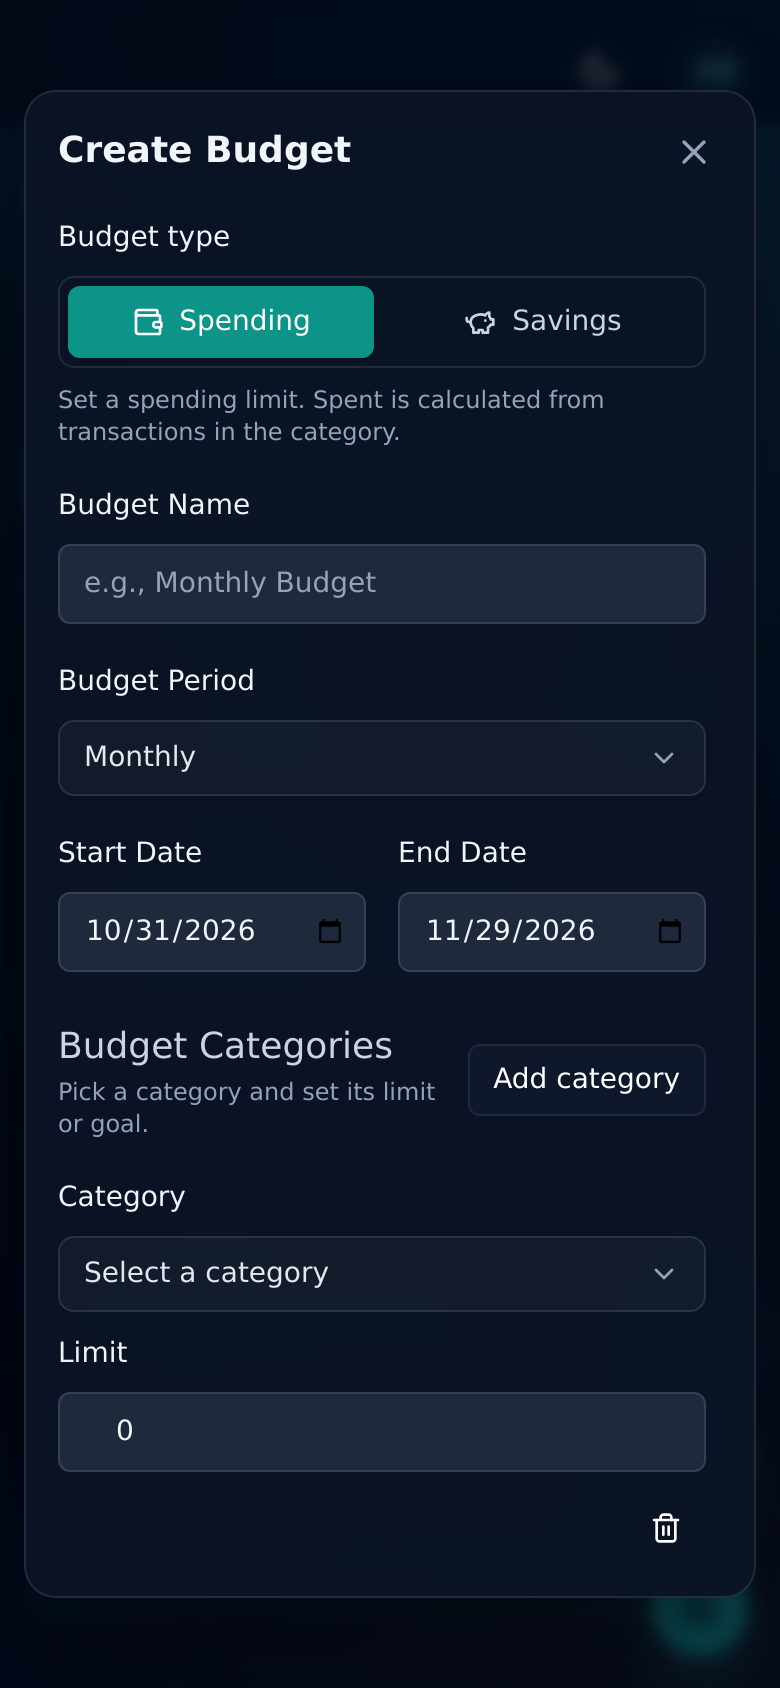 Create Budget
Budget type
Spending
Savings
Set a spending limit. Spent is calculated from
transactions in the category.
Budget Name
e.g., Monthly Budget
Budget Period
Monthly
Start Date
End Date
10/31/2026
11/29/2026
Budget Categories
Pick a category and set its limit
or goal.
Add category
Category
Select a category
Limit
0